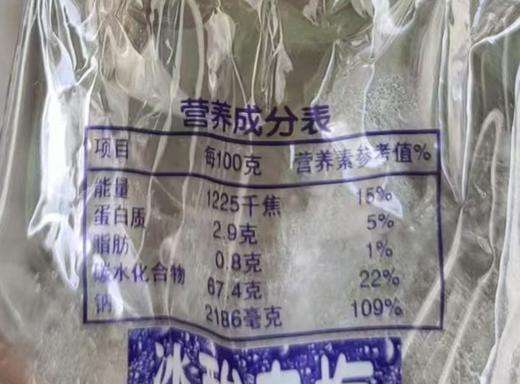 营养成分表
项目 每100克 营养素参考值%
能量 1225千焦 15%
蛋白质 2.9克 5%
脂肪 0.8克 1%
碳水化合物 67.4克 22%
钠 2186毫克 109%